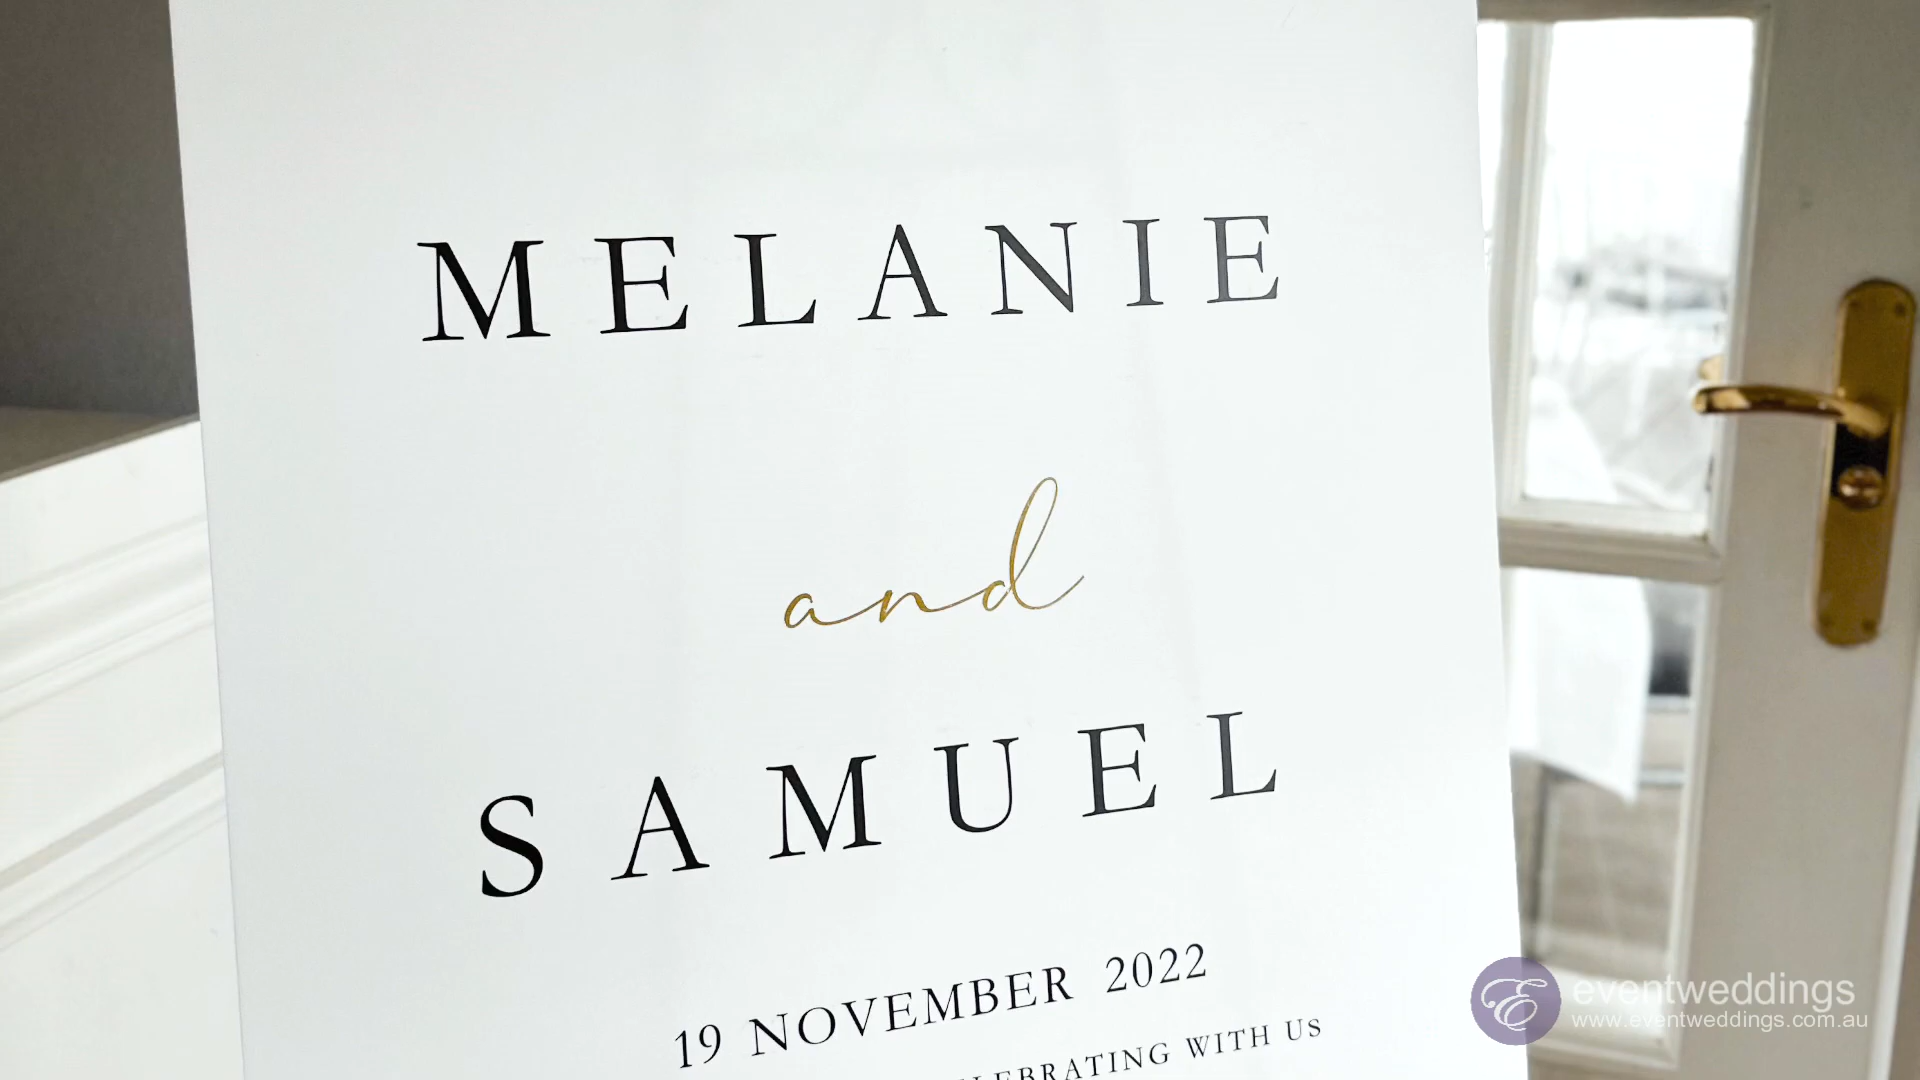 MELANIE
and
SAMUEL
19 NOVEMBER 2022
WITH US
eventweddings
www.eventweddings.com.au